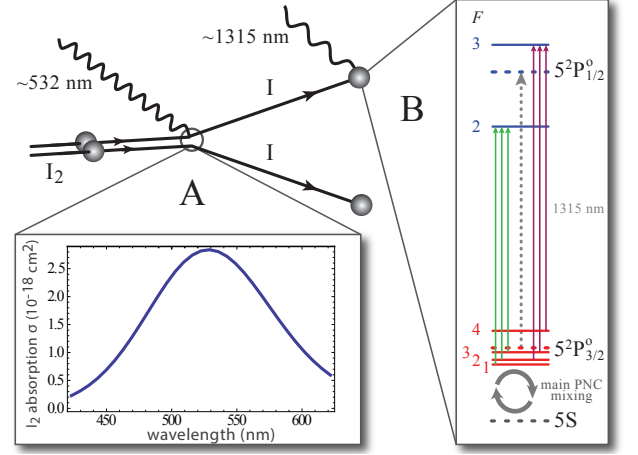 ~532 nm
~1315 nm
I
I
I₂
A
B
I₂ absorption σ (10⁻¹⁸ cm²)
2.5
2.0
1.5
1.0
0.5
0.0
450
500
550
600
wavelength (nm)
F
3
5²P°₁/₂
2
1315 nm
4
3
5²P°₃/₂
2
1
main PNC
mixing
5S